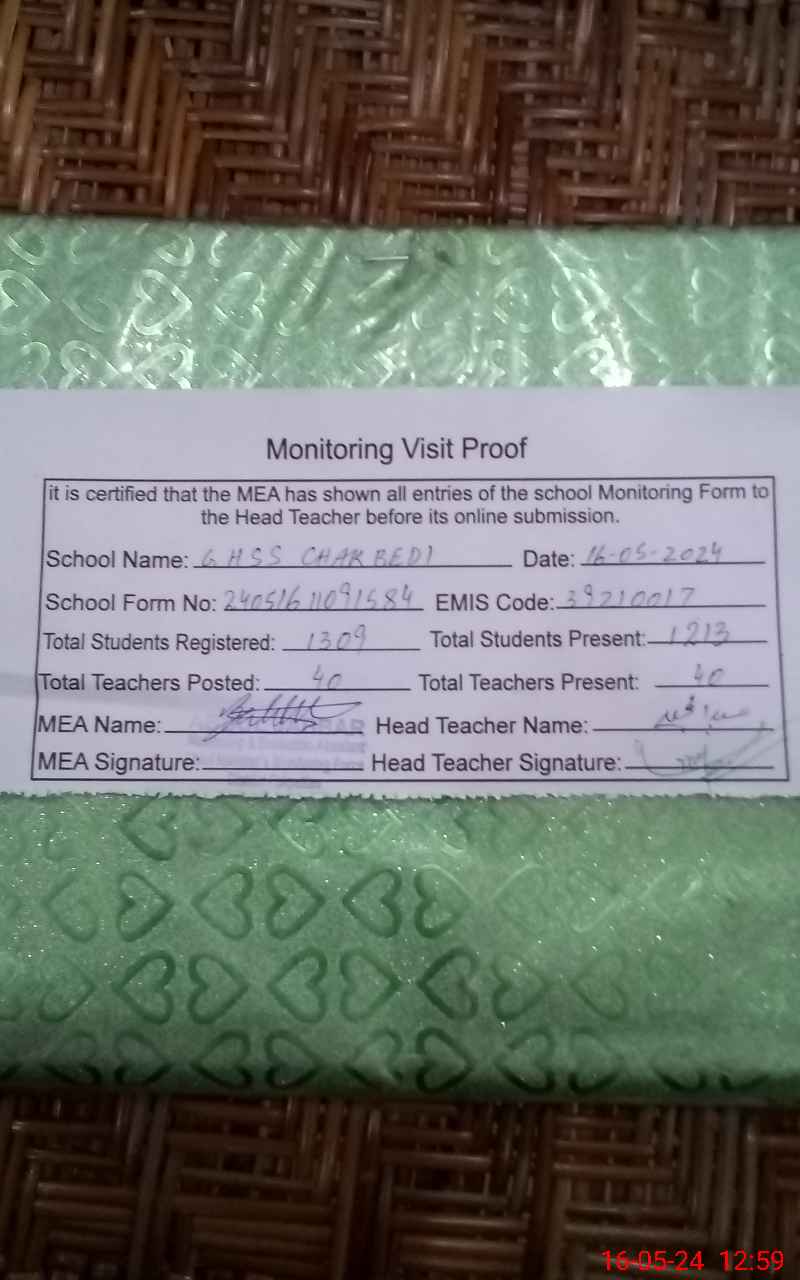 Monitoring Visit Proof
it is certified that the MEA has shown all entries of the school Monitoring Form to
the Head Teacher before its online submission.
School Name: GHSS CHAK BEDI Date: 16-05-2024
School Form No: 24051611091584 EMIS Code: 39210017
Total Students Registered: 1309 Total Students Present: 1213
Total Teachers Posted: 40 Total Teachers Present: 40
MEA Name: Head Teacher Name:
MEA Signature: Head Teacher Signature:
16-05-24 12:59